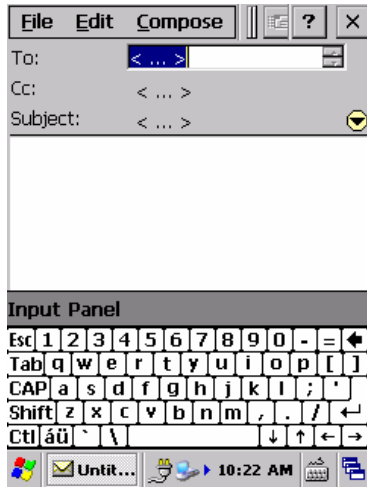 File Edit Compose ? ×
To: < ... >
Cc: < ... >
Subject: < ... >
Input Panel
Esc 1 2 3 4 5 6 7 8 9 0 - = ←
Tab q w e r t y u i o p [ ]
CAP a s d f g h j k l ; '
Shift z x c v b n m , . / ↵
Ctl áü ` \ ↓ ↑ ← →
Untit... 10:22 AM